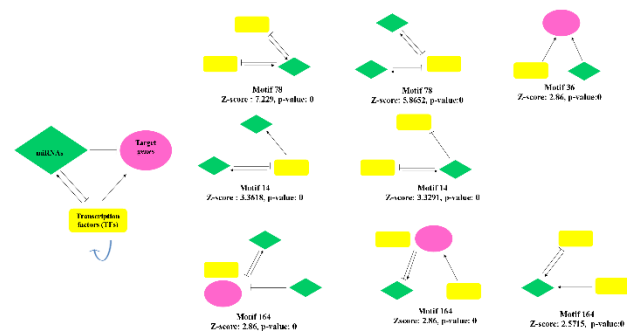 Motif 78
Z-score : 7.229, p-value: 0
Motif 78
Z-score: 5.8652, p-value:0
Motif 36
Z-score: 2.86, p-value:0
miRNAs
Target
genes
Transcription
factors (TFs)
Motif 14
Z-score : 3.3618, p-value: 0
Motif 14
Z-score: 3.3291, p-value: 0
Motif 164
Z-score: 2.86, p-value: 0
Motif 164
Z-score: 2.86, p-value: 0
Motif 164
Z-score: 2.5715, p-value:0